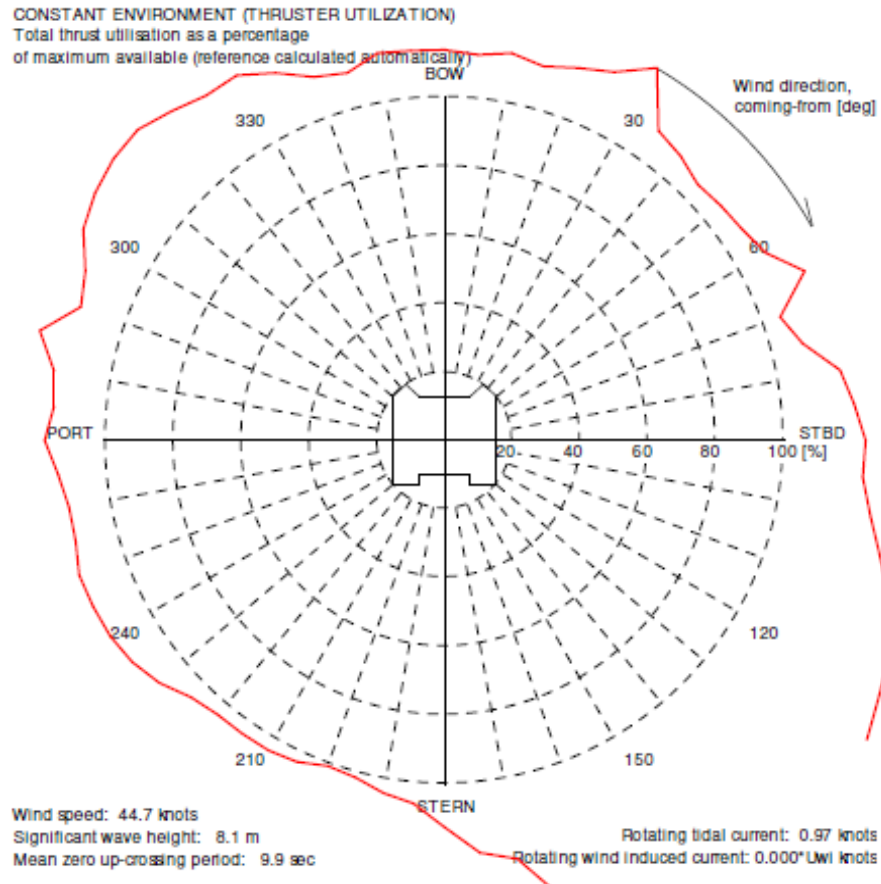 CONSTANT ENVIRONMENT (THRUSTER UTILIZATION)
Total thrust utilisation as a percentage
of maximum available (reference calculated automatically)
BOW
Wind direction,
coming-from [deg]
330
30
300
60
PORT
STBD
20
40
60
80
100 [%]
240
120
210
150
STERN
Wind speed: 44.7 knots
Significant wave height: 8.1 m
Mean zero up-crossing period: 9.9 sec
Rotating tidal current: 0.97 knots
Rotating wind induced current: 0.000*Uwi knots